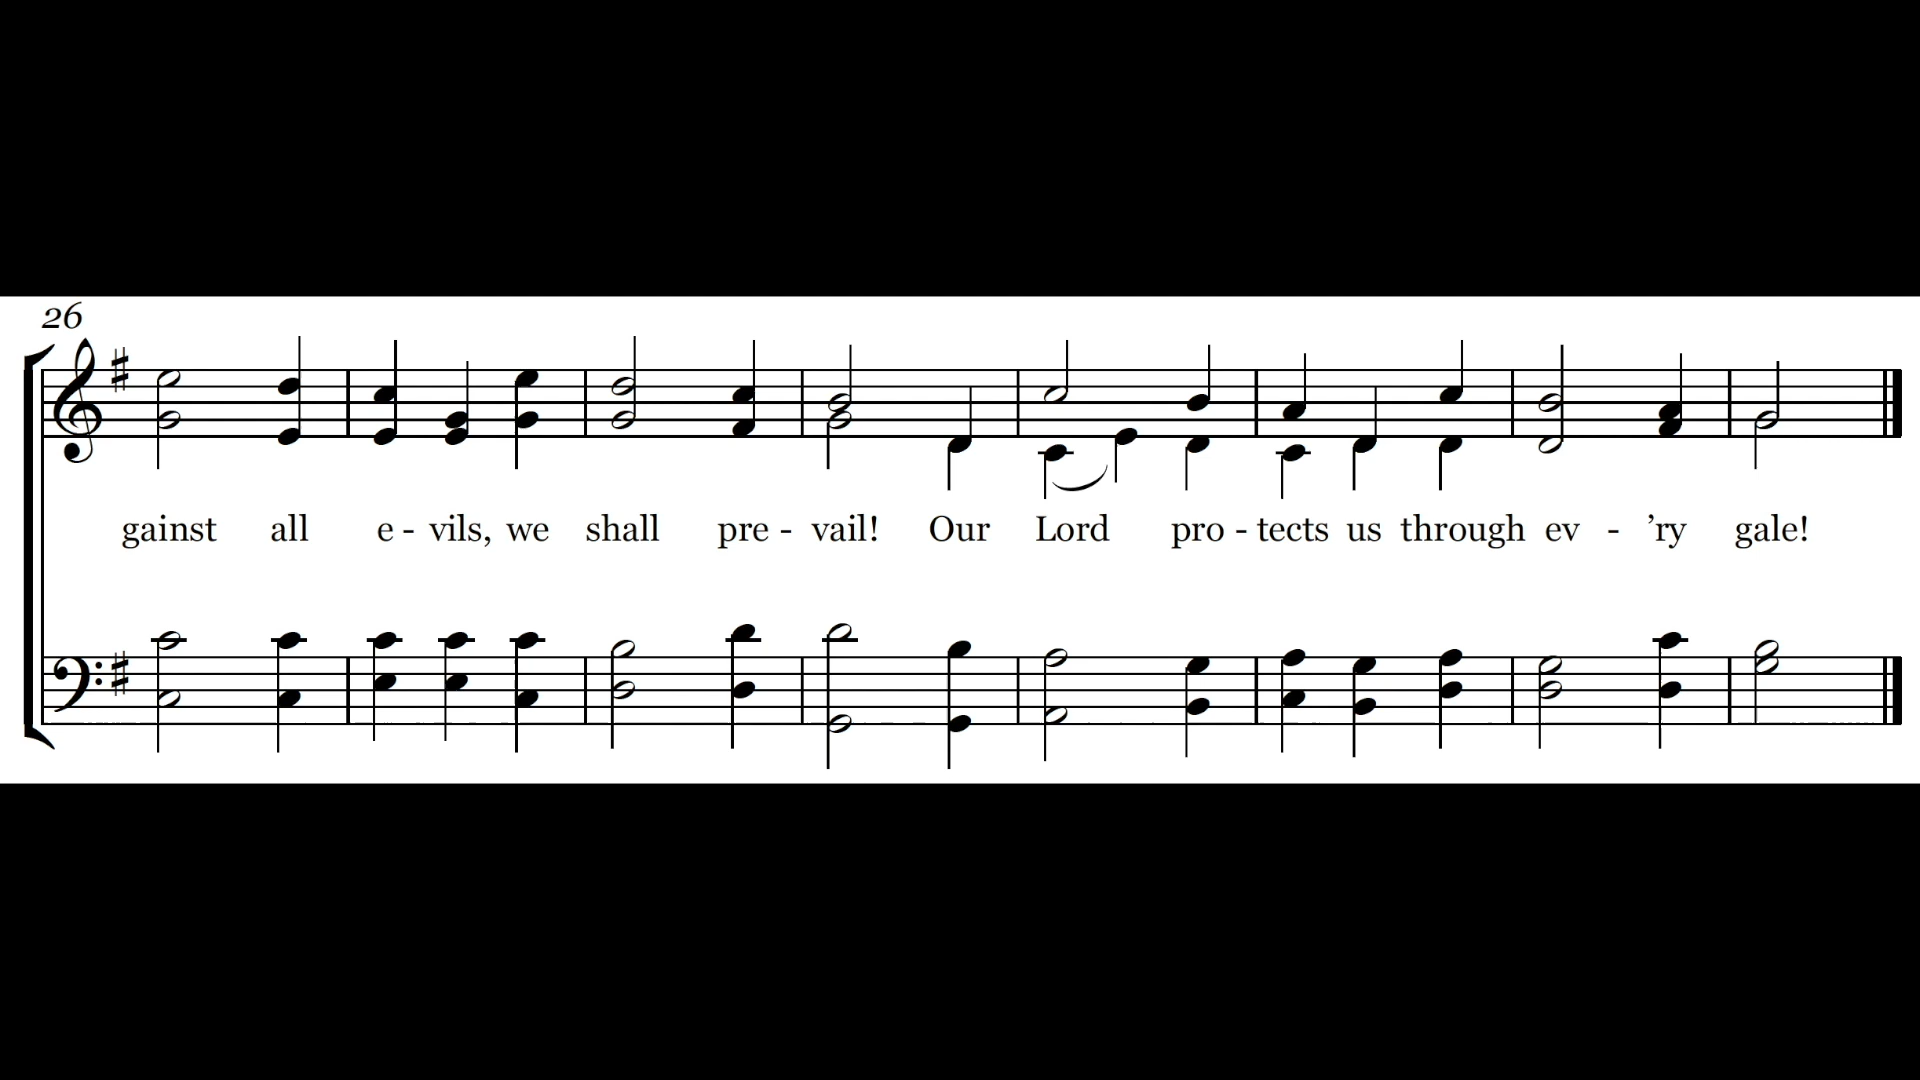 26
gainst all e - vils, we shall pre - vail! Our Lord pro - tects us through ev - ’ry gale!